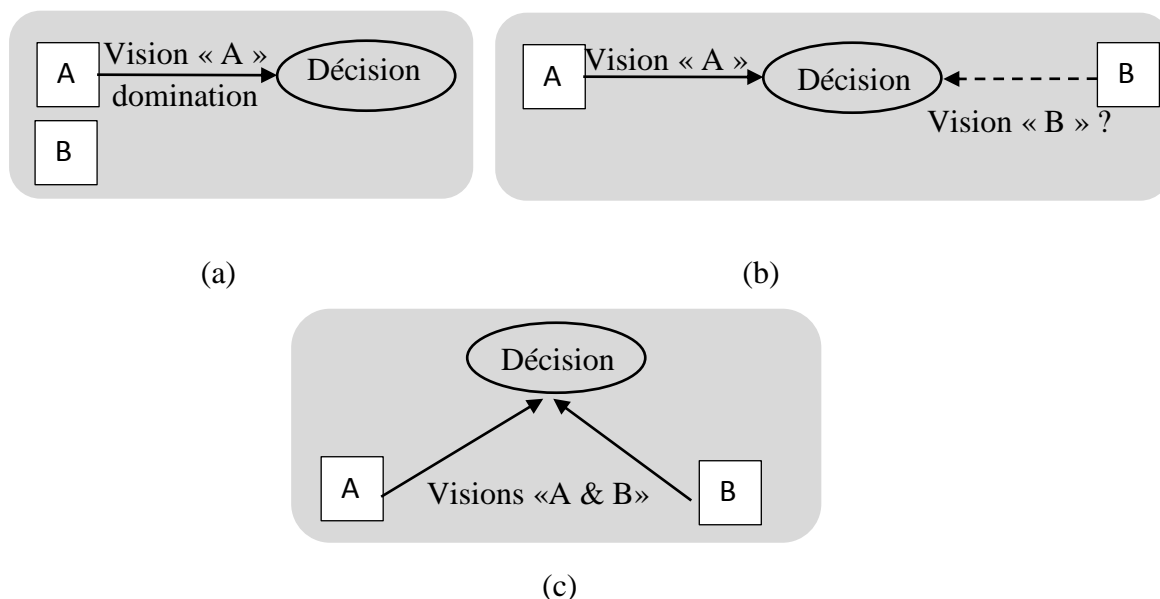 A
Vision « A »
domination
Décision
B
(a)
A
Vision « A »
Décision
B
Vision « B » ?
(b)
Décision
A
Visions «A & B»
B
(c)